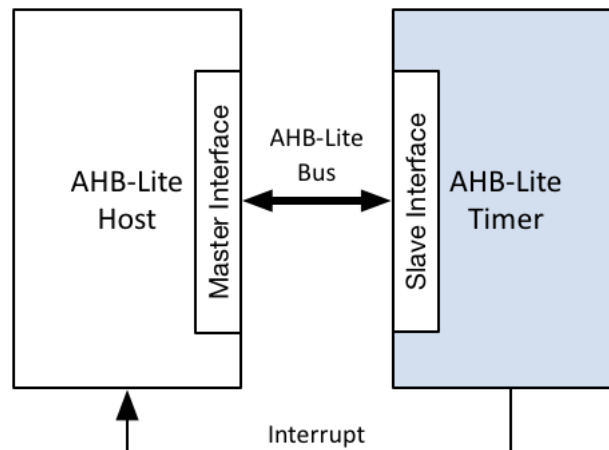 AHB-Lite
Host
Master Interface
AHB-Lite
Bus
Slave Interface
AHB-Lite
Timer
Interrupt